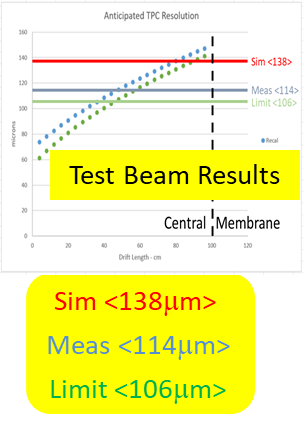 Anticipated TPC Resolution
160
140
120
100
80
60
40
20
0
microns
Sim <138>
Meas <114>
Limit <106>
Recal
Test Beam Results
Central Membrane
0 20 40 60 80 100 120
Drift Length - cm
Sim <138μm>
Meas <114μm>
Limit <106μm>